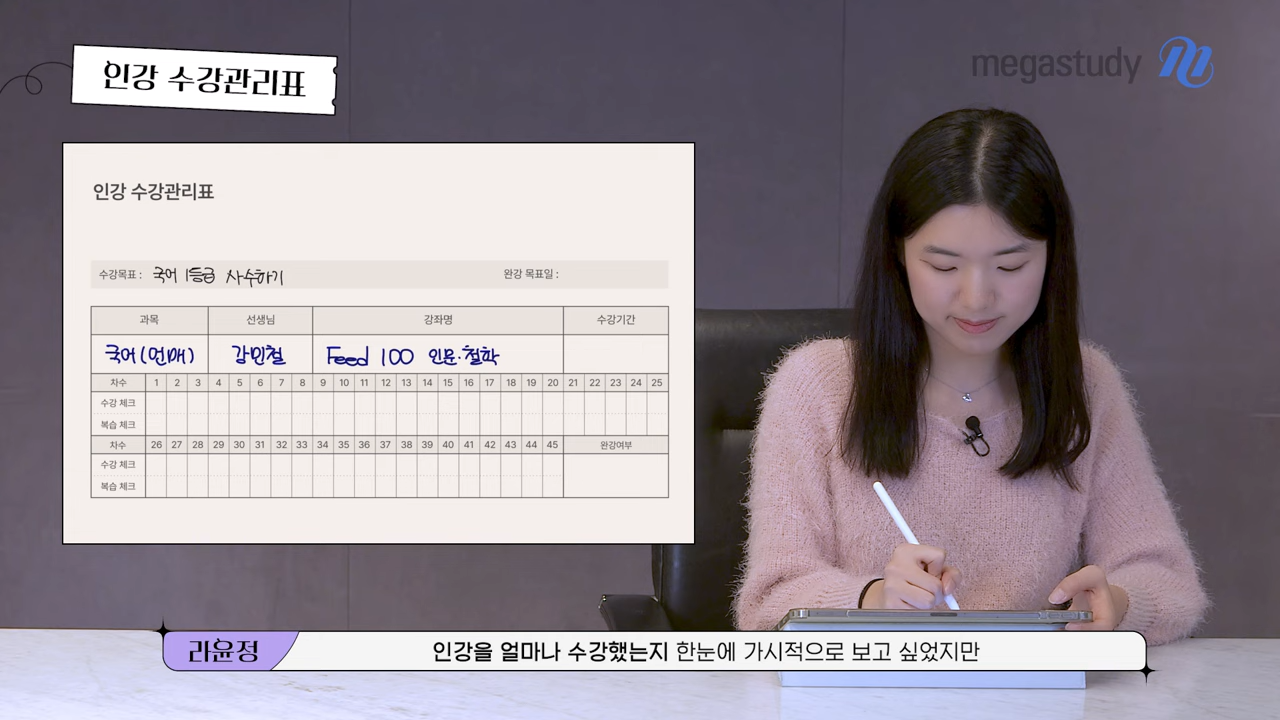 인강 수강관리표
megastudy
인강 수강관리표
수강목표 : 국어 1등급 사수하기 완강 목표일 :
과목 선생님 강좌명 수강기간
국어(언매) 강민철 Feed 100 인문·철학
차수 1 2 3 4 5 6 7 8 9 10 11 12 13 14 15 16 17 18 19 20 21 22 23 24 25
수강 체크
복습 체크
차수 26 27 28 29 30 31 32 33 34 35 36 37 38 39 40 41 42 43 44 45 완강여부
수강 체크
복습 체크
라윤정 인강을 얼마나 수강했는지 한눈에 가시적으로 보고 싶었지만